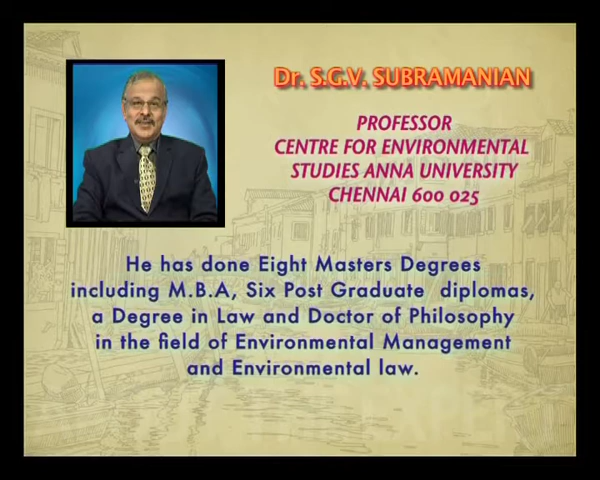 Dr. S.G.V. SUBRAMANIAN
PROFESSOR
CENTRE FOR ENVIRONMENTAL
STUDIES ANNA UNIVERSITY
CHENNAI 600 025
He has done Eight Masters Degrees
including M.B.A, Six Post Graduate diplomas,
a Degree in Law and Doctor of Philosophy
in the field of Environmental Management
and Environmental law.